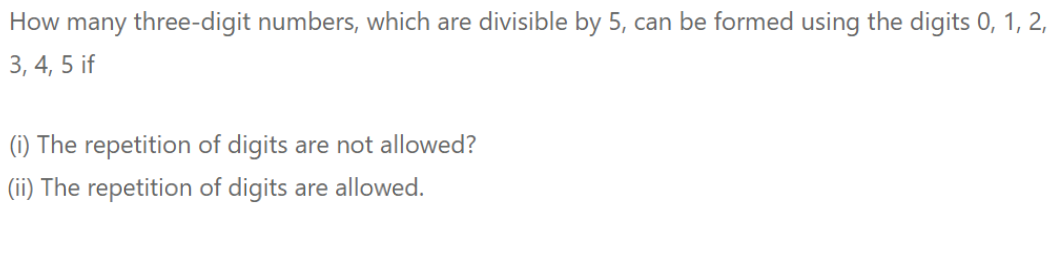 How many three-digit numbers, which are divisible by 5, can be formed using the digits 0, 1, 2,
3, 4, 5 if
(i) The repetition of digits are not allowed?
(ii) The repetition of digits are allowed.